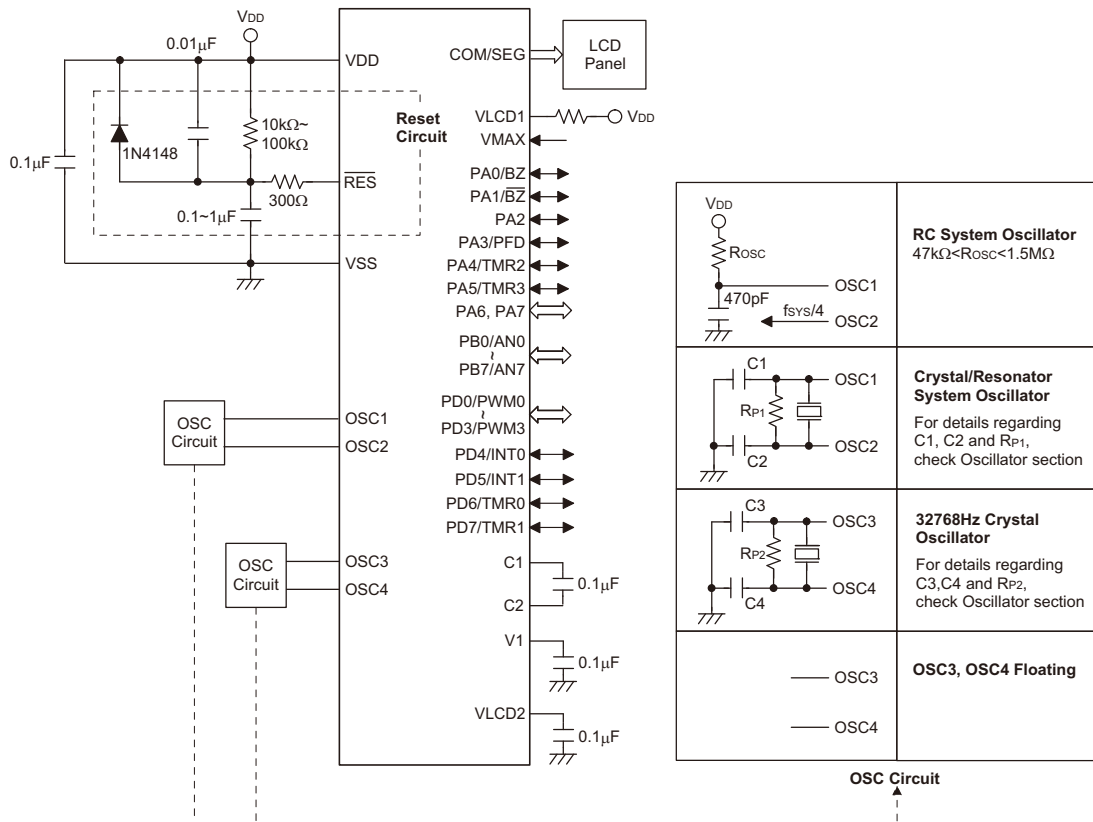 VDD
0.01µF
VDD
COM/SEG
LCD
Panel
Reset
Circuit
VLCD1
VDD
VMAX
10kΩ~
100kΩ
1N4148
0.1µF
RES
300Ω
0.1~1µF
VSS
PA0/BZ
PA1/BZ
PA2
PA3/PFD
PA4/TMR2
PA5/TMR3
PA6, PA7
PB0/AN0
~
PB7/AN7
PD0/PWM0
~
PD3/PWM3
PD4/INT0
PD5/INT1
PD6/TMR0
PD7/TMR1
OSC
Circuit
OSC1
OSC2
OSC
Circuit
OSC3
OSC4
C1
0.1µF
C2
V1
0.1µF
VLCD2
0.1µF
VDD
ROSC
OSC1
470pF
fSYS/4
OSC2
RC System Oscillator
47kΩ<ROSC<1.5MΩ
C1
OSC1
RP1
OSC2
C2
Crystal/Resonator
System Oscillator
For details regarding
C1, C2 and RP1,
check Oscillator section
C3
OSC3
RP2
OSC4
C4
32768Hz Crystal
Oscillator
For details regarding
C3,C4 and RP2,
check Oscillator section
OSC3
OSC4
OSC3, OSC4 Floating
OSC Circuit